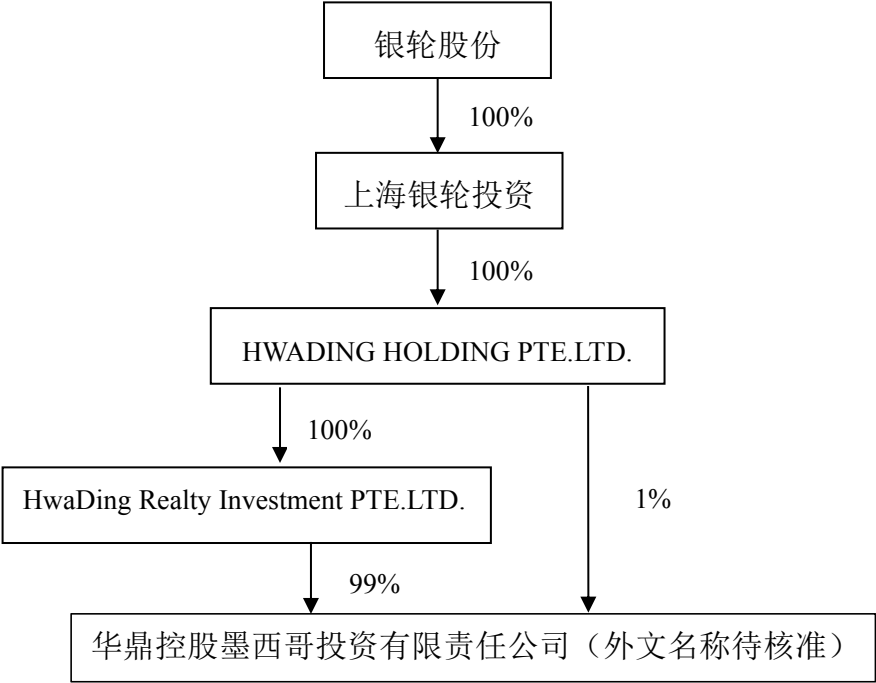 银轮股份
100%
上海银轮投资
100%
HWADING HOLDING PTE.LTD.
100%
HwaDing Realty Investment PTE.LTD.
1%
99%
华鼎控股墨西哥投资有限责任公司（外文名称待核准）